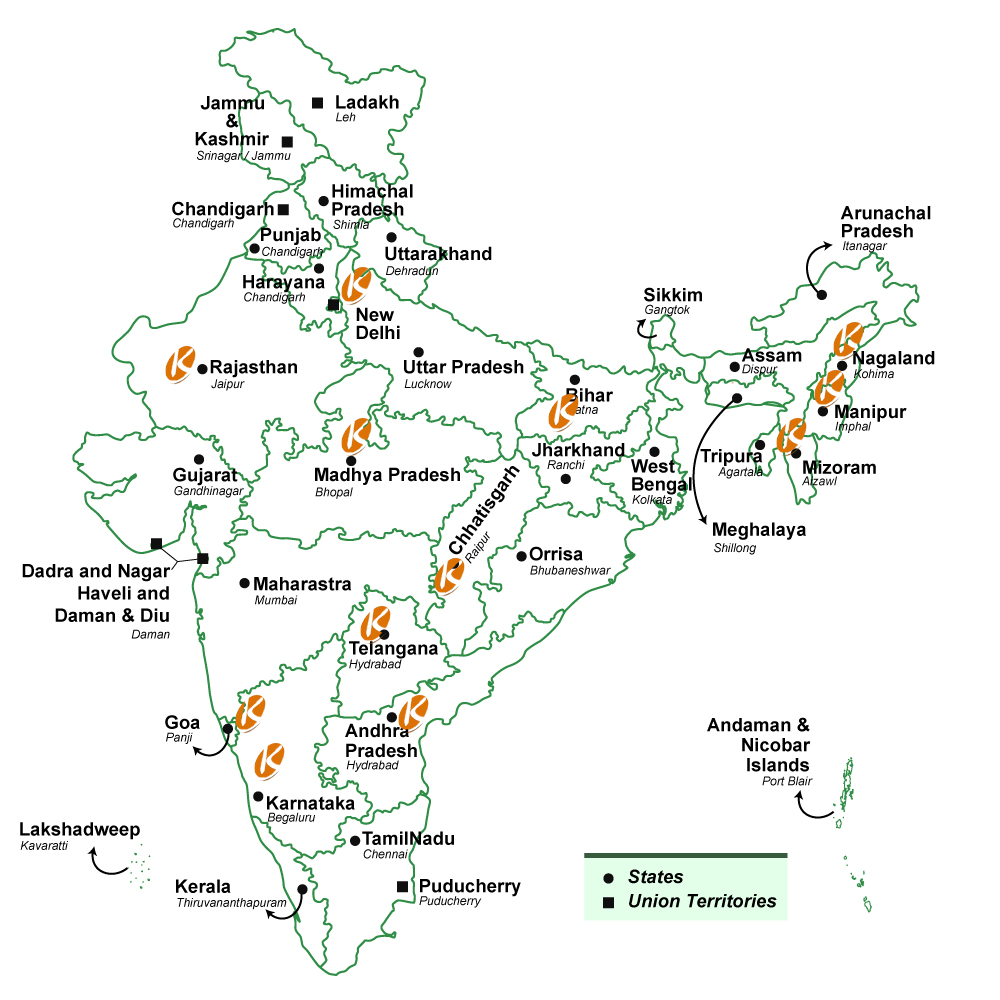 Jammu
&
Kashmir
Srinagar / Jammu
Ladakh
Leh
Himachal
Pradesh
Shimla
Chandigarh
Chandigarh
Punjab
Chandigarh
Uttarakhand
Dehradun
Harayana
Chandigarh
New
Delhi
Arunachal
Pradesh
Itanagar
Sikkim
Gangtok
Rajasthan
Jaipur
Uttar Pradesh
Lucknow
Bihar
atna
Assam
Dispur
Nagaland
Kohima
Manipur
Imphal
Tripura
Agartala
Mizoram
Aizawl
Meghalaya
Shillong
Gujarat
Gandhinagar
Madhya Pradesh
Bhopal
Jharkhand
Ranchi
West
Bengal
Kolkata
Chhatisgarh
Raipur
Orrisa
Bhubaneshwar
Dadra and Nagar
Haveli and
Daman & Diu
Daman
Maharastra
Mumbai
Telangana
Hydrabad
Goa
Panji
Andhra
Pradesh
Hydrabad
Karnataka
Begaluru
Andaman &
Nicobar
Islands
Port Blair
Lakshadweep
Kavaratti
TamilNadu
Chennai
Kerala
Thiruvananthapuram
Puducherry
Puducherry
States
Union Territories
K
K
K
K
K
K
K
K
K
K
K
K